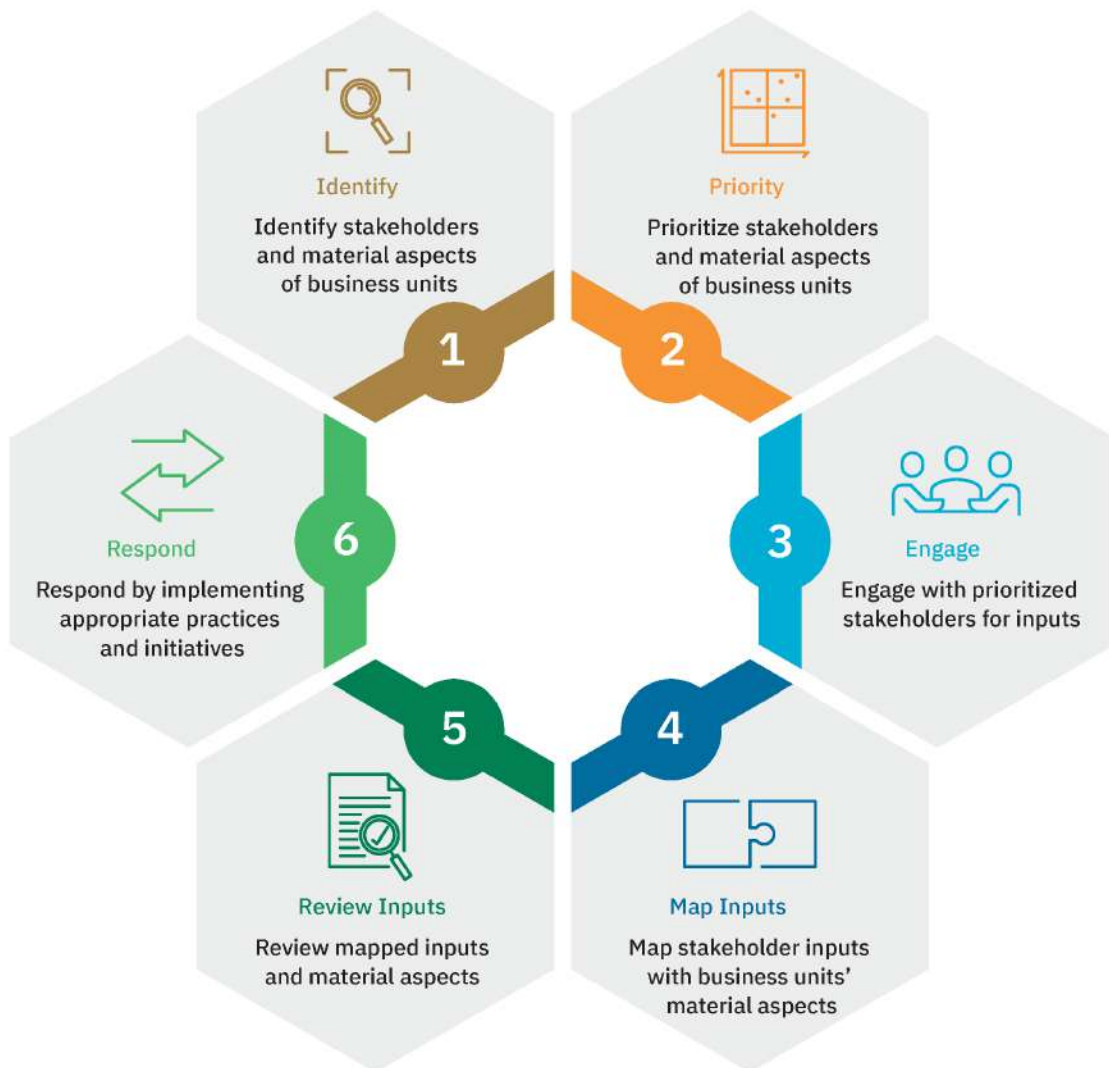 Identify
Identify stakeholders
and material aspects
of business units
1
Priority
Prioritize stakeholders
and material aspects
of business units
2
3
Engage
Engage with prioritized
stakeholders for inputs
4
Map Inputs
Map stakeholder inputs
with business units’
material aspects
5
Review Inputs
Review mapped inputs
and material aspects
6
Respond
Respond by implementing
appropriate practices
and initiatives